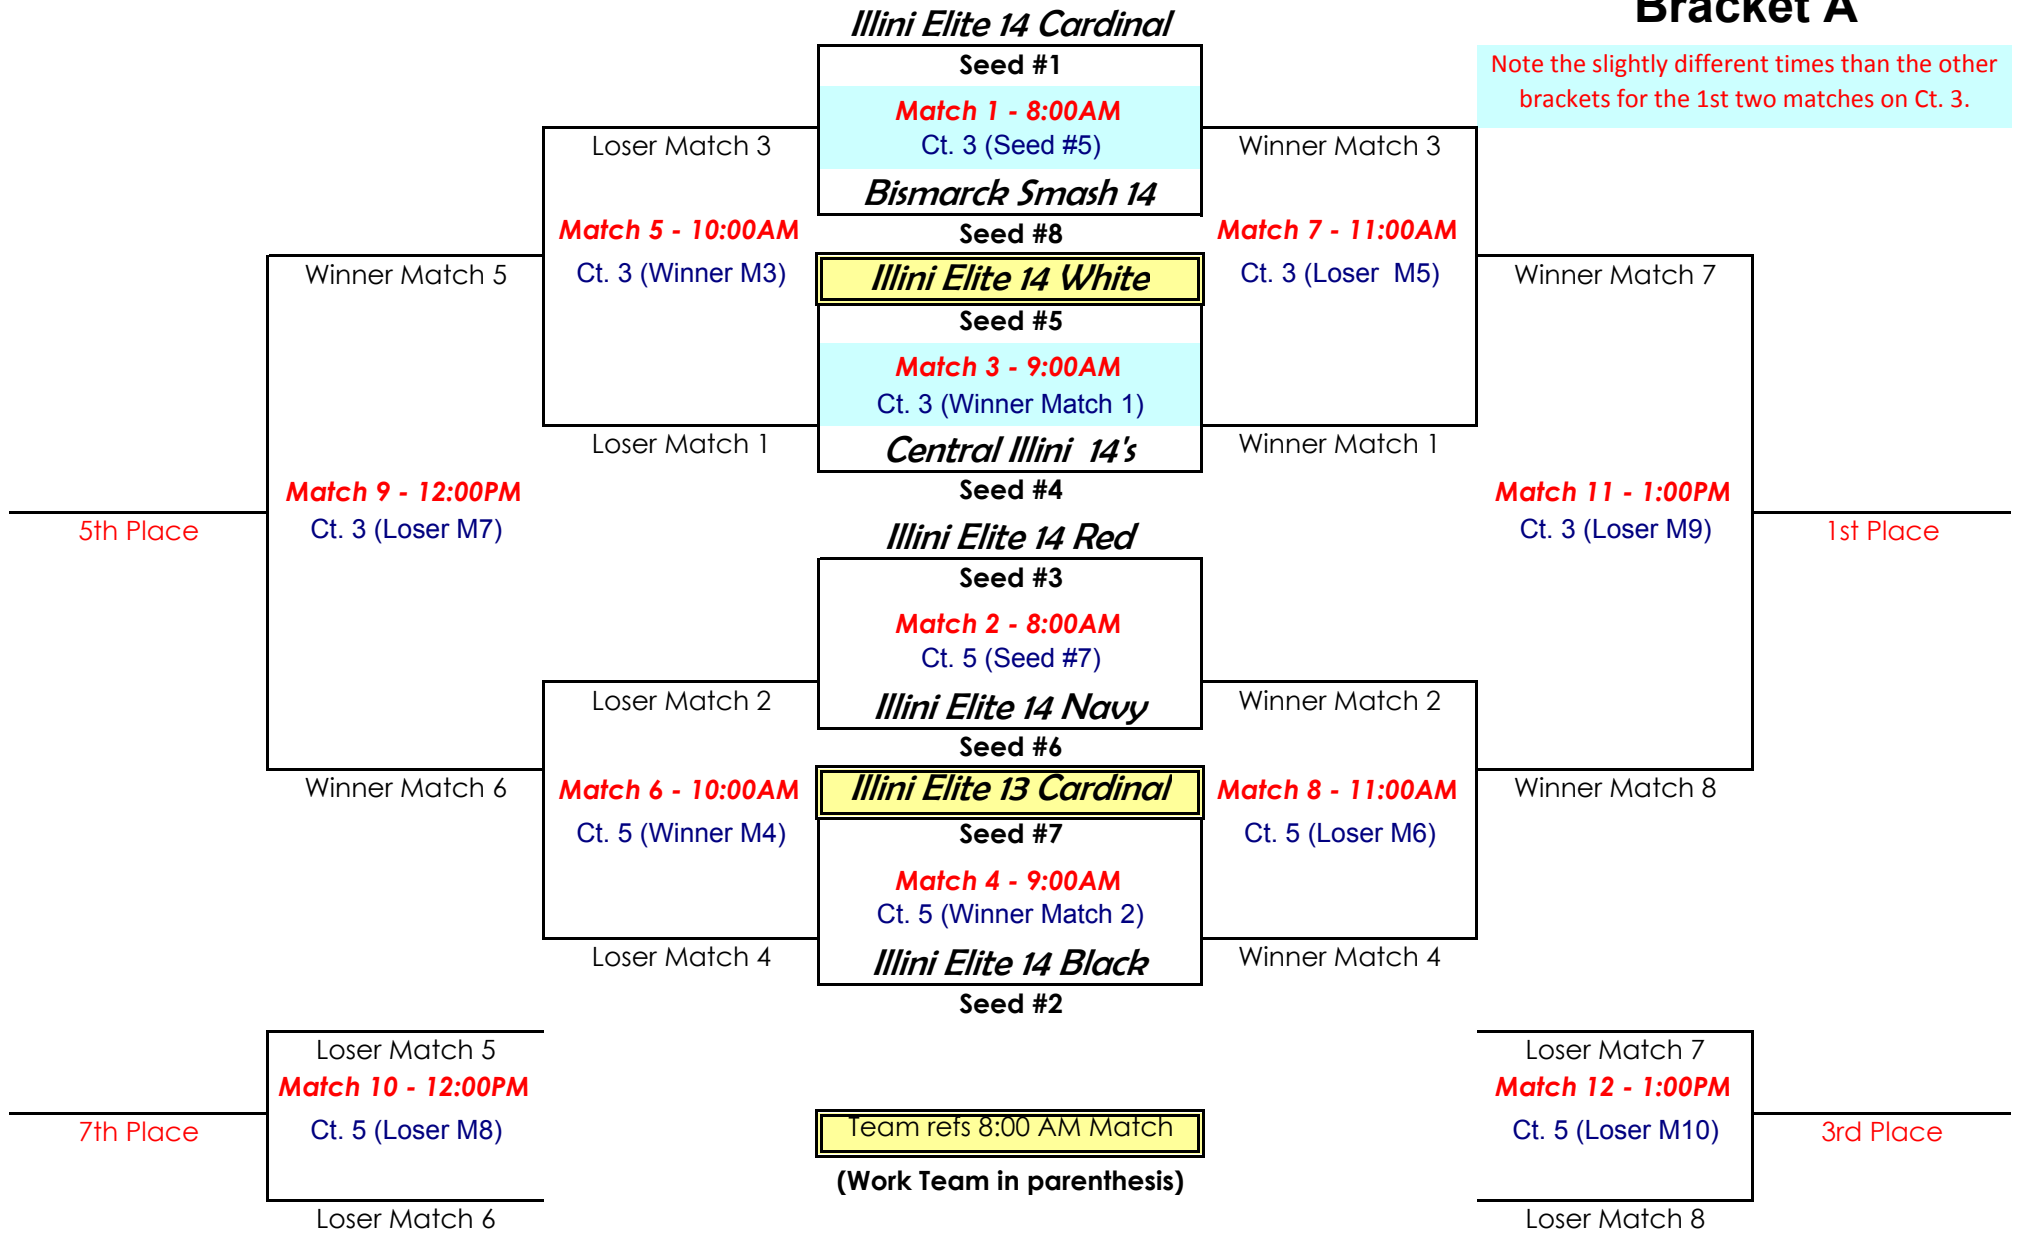 Bracket A
Illini Elite 14 Cardinal
Seed #1
Note the slightly different times than the other
brackets for the 1st two matches on Ct. 3.
Match 1 - 8:00AM
Ct. 3 (Seed #5)
Loser Match 3
Winner Match 3
Bismarck Smash 14
Seed #8
Match 5 - 10:00AM
Ct. 3 (Winner M3)
Match 7 - 11:00AM
Ct. 3 (Loser  M5)
Winner Match 5
Illini Elite 14 White
Seed #5
Winner Match 7
Match 3 - 9:00AM
Ct. 3 (Winner Match 1)
Loser Match 1
Winner Match 1
Central Illini  14's
Seed #4
Match 9 - 12:00PM
Ct. 3 (Loser M7)
Match 11 - 1:00PM
Ct. 3 (Loser M9)
5th Place
1st Place
Illini Elite 14 Red
Seed #3
Match 2 - 8:00AM
Ct. 5 (Seed #7)
Loser Match 2
Winner Match 2
Illini Elite 14 Navy
Seed #6
Winner Match 6
Match 6 - 10:00AM
Ct. 5 (Winner M4)
Illini Elite 13 Cardinal
Seed #7
Match 8 - 11:00AM
Ct. 5 (Loser M6)
Winner Match 8
Match 4 - 9:00AM
Ct. 5 (Winner Match 2)
Loser Match 4
Winner Match 4
Illini Elite 14 Black
Seed #2
Loser Match 5
Match 10 - 12:00PM
Ct. 5 (Loser M8)
7th Place
Loser Match 6
Team refs 8:00 AM Match
(Work Team in parenthesis)
Loser Match 7
Match 12 - 1:00PM
Ct. 5 (Loser M10)
3rd Place
Loser Match 8